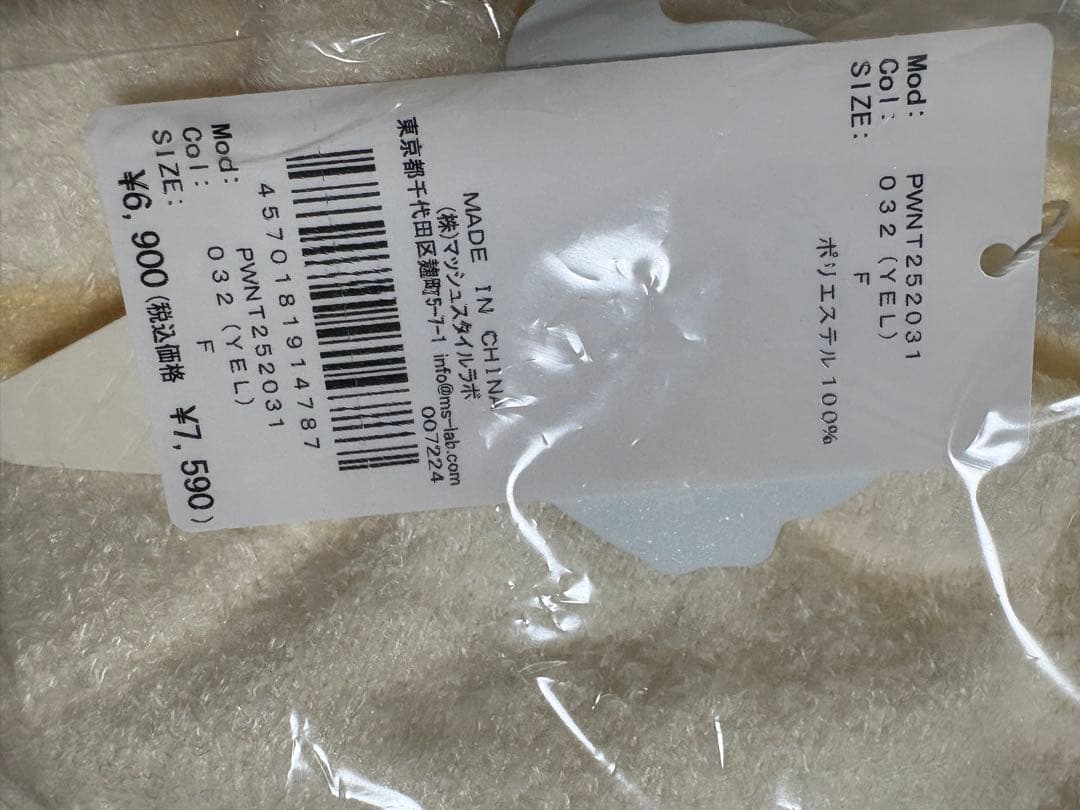 Mod: PWNT252031
Col: 032(YEL)
SIZE: F
ポリエステル 100%
MADE IN CHINA
(株)マッシュスタイルラボ
東京都千代田区麹町5-7-1 info@ms-lab.com
007224
4570181914787
Mod: PWNT252031
Col: 032(YEL)
SIZE: F
¥6,900(税込価格 ¥7,590)